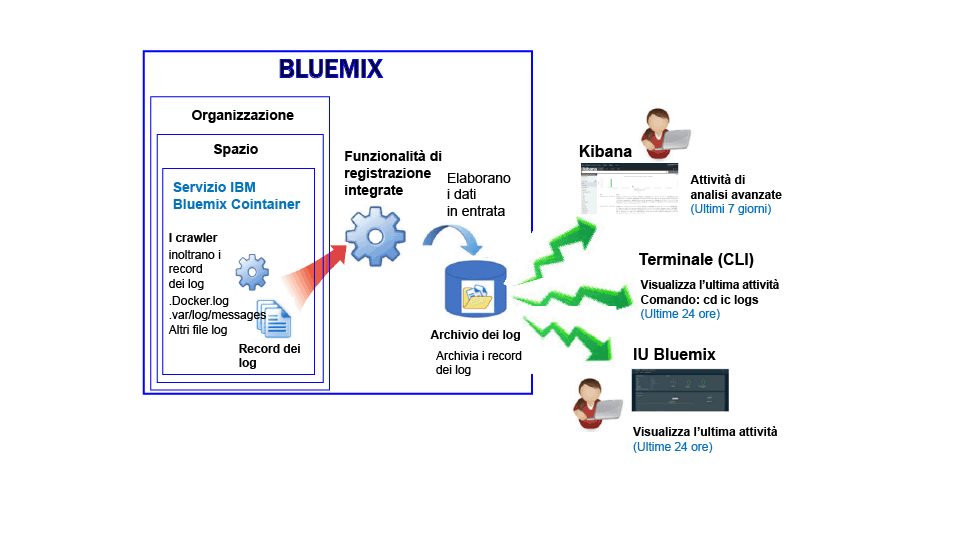 BLUEMIX
Organizzazione
Spazio
Servizio IBM
Bluemix Cointainer
I crawler
inoltrano i
record
dei log
.Docker.log
.var/log/messages
Altri file log
Record dei
log
Funzionalità di
registrazione
integrate
Elaborano
i dati
in entrata
Archivio dei log
Archivia i record
dei log
Kibana
Attività di
analisi avanzate
(Ultimi 7 giorni)
Terminale (CLI)
Visualizza l'ultima attività
Comando: cd ic logs
(Ultime 24 ore)
IU Bluemix
Visualizza l'ultima attività
(Ultime 24 ore)